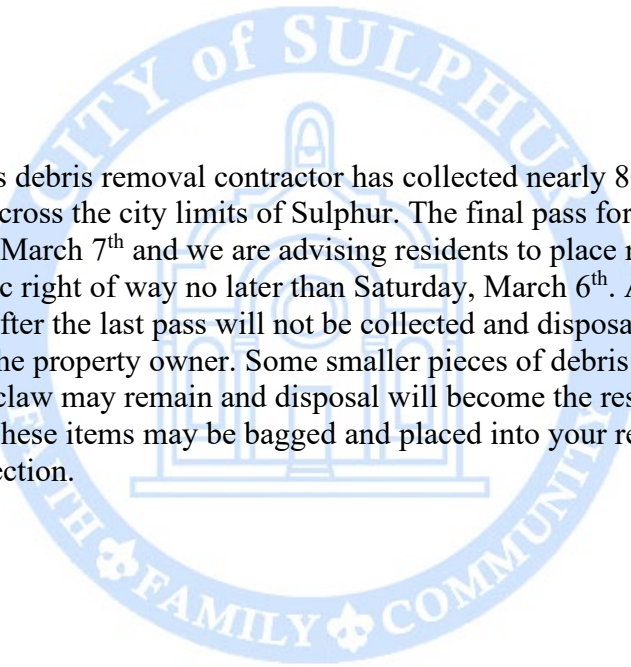 CITY of SULPHUR
s debris removal contractor has collected nearly 8
cross the city limits of Sulphur. The final pass for
March 7th and we are advising residents to place
c right of way no later than Saturday, March 6th.
fter the last pass will not be collected and
he property owner. Some smaller pieces of debris
claw may remain and disposal will become the
hese items may be bagged and placed into your
ection.
FAITH FAMILY COMMUNITY